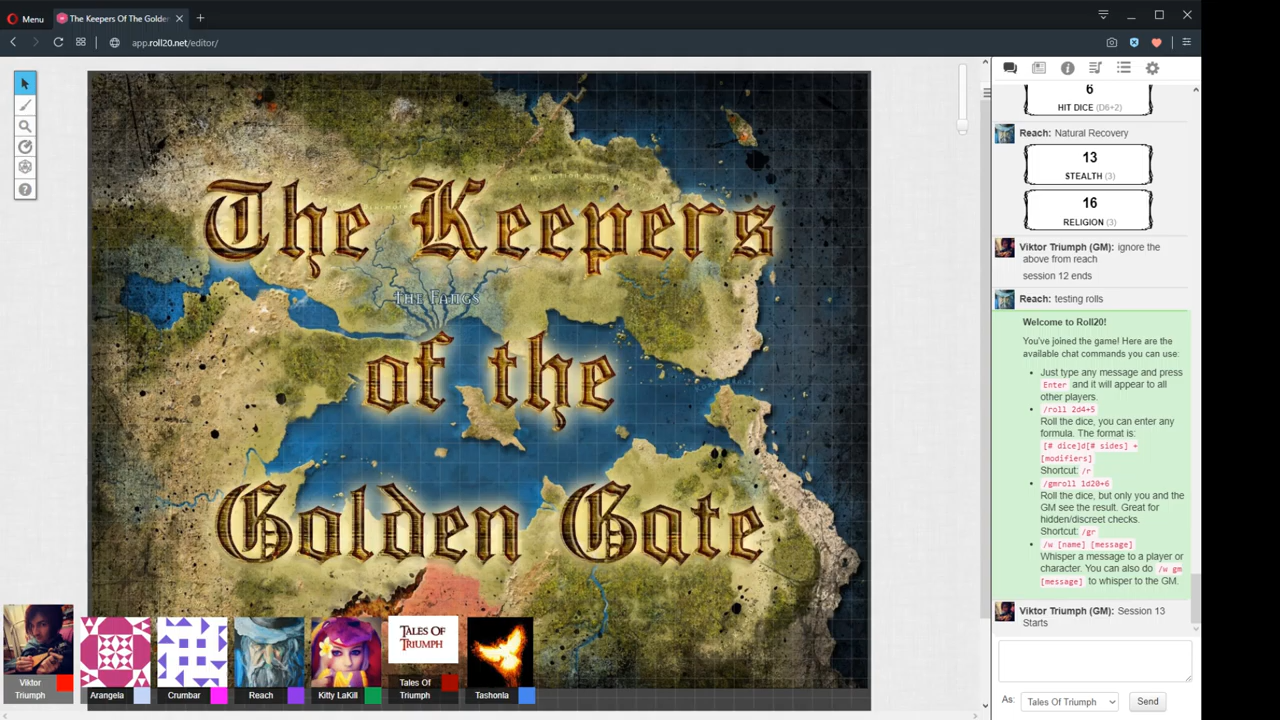 Menu
The Keepers Of The Golder
app.roll20.net/editor/
The Keepers
The Fangs
of the
Golden Gate
Viktor
Triumph
Arangela
Crumbar
Reach
Kitty LaKill
TALES OF
TRIUMPH
Tales Of
Triumph
Tashonla
6
HIT DICE (D6+2)
Reach: Natural Recovery
13
STEALTH (3)
16
RELIGION (3)
Viktor Triumph (GM): ignore the
above from reach
session 12 ends
Reach: testing rolls
Welcome to Roll20!
You've joined the game! Here are the
available chat commands you can use:
Just type any message and press
Enter and it will appear to all
other players.
/roll 2d4+5
Roll the dice, you can enter any
formula. The format is:
[# dice]d[# sides] +
[modifiers]
Shortcut: /r
/gmroll 1d20+6
Roll the dice, but only you and the
GM see the result. Great for
hidden/discreet checks.
Shortcut: /gr
/w [name] [message]
Whisper a message to a player or
character. You can also do /w gm
[message] to whisper to the GM.
Viktor Triumph (GM): Session 13
Starts
As: Tales Of Triumph
Send